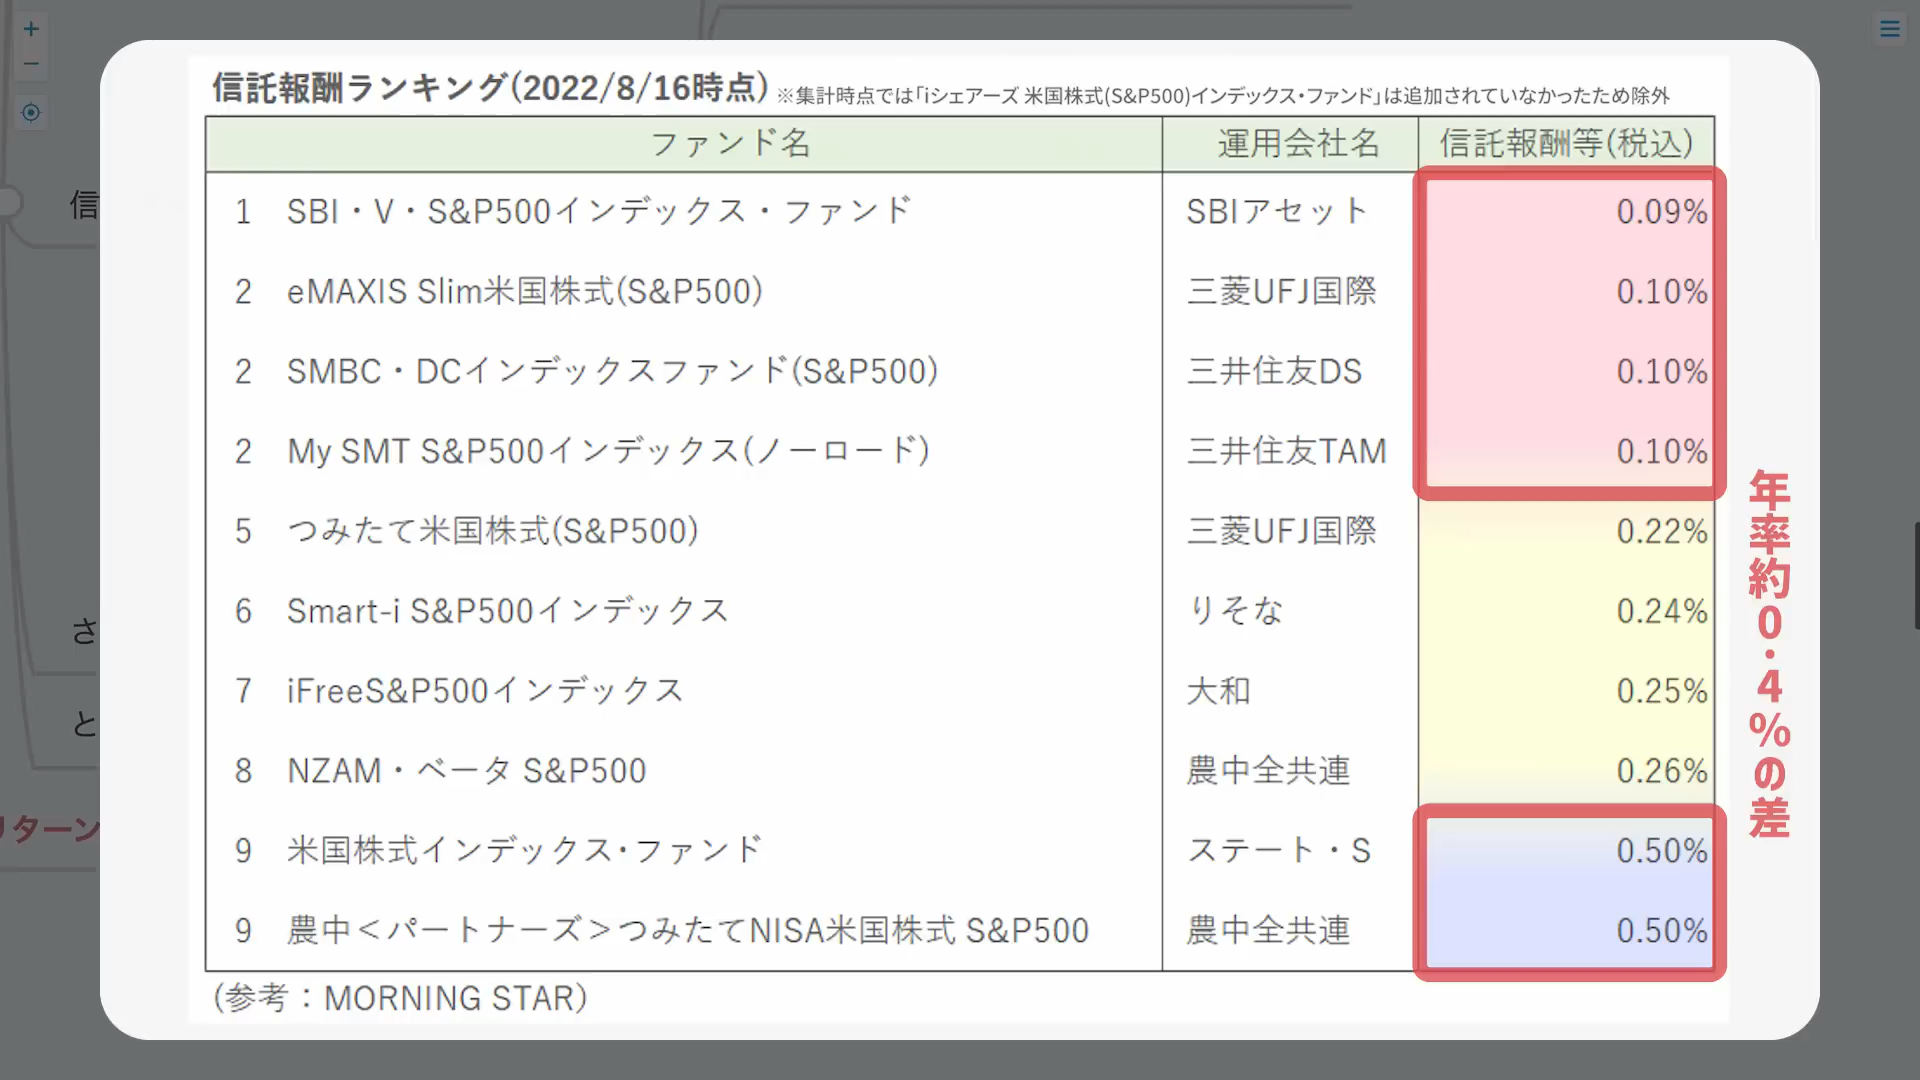 信託報酬ランキング(2022/8/16時点) ※集計時点では「iシェアーズ 米国株式(S&P500)インデックス・ファンド」は追加されていなかったため除外
ファンド名 運用会社名 信託報酬等(税込)
1 SBI・V・S&P500インデックス・ファンド SBIアセット 0.09%
2 eMAXIS Slim米国株式(S&P500) 三菱UFJ国際 0.10%
2 SMBC・DCインデックスファンド(S&P500) 三井住友DS 0.10%
2 My SMT S&P500インデックス(ノーロード) 三井住友TAM 0.10%
5 つみたて米国株式(S&P500) 三菱UFJ国際 0.22%
6 Smart-i S&P500インデックス りそな 0.24%
7 iFreeS&P500インデックス 大和 0.25%
8 NZAM・ベータ S&P500 農中全共連 0.26%
9 米国株式インデックス・ファンド ステート・S 0.50%
9 農中＜パートナーズ＞つみたてNISA米国株式 S&P500 農中全共連 0.50%
(参考：MORNING STAR)
年率約0.4%の差
信
さ
と
リターン